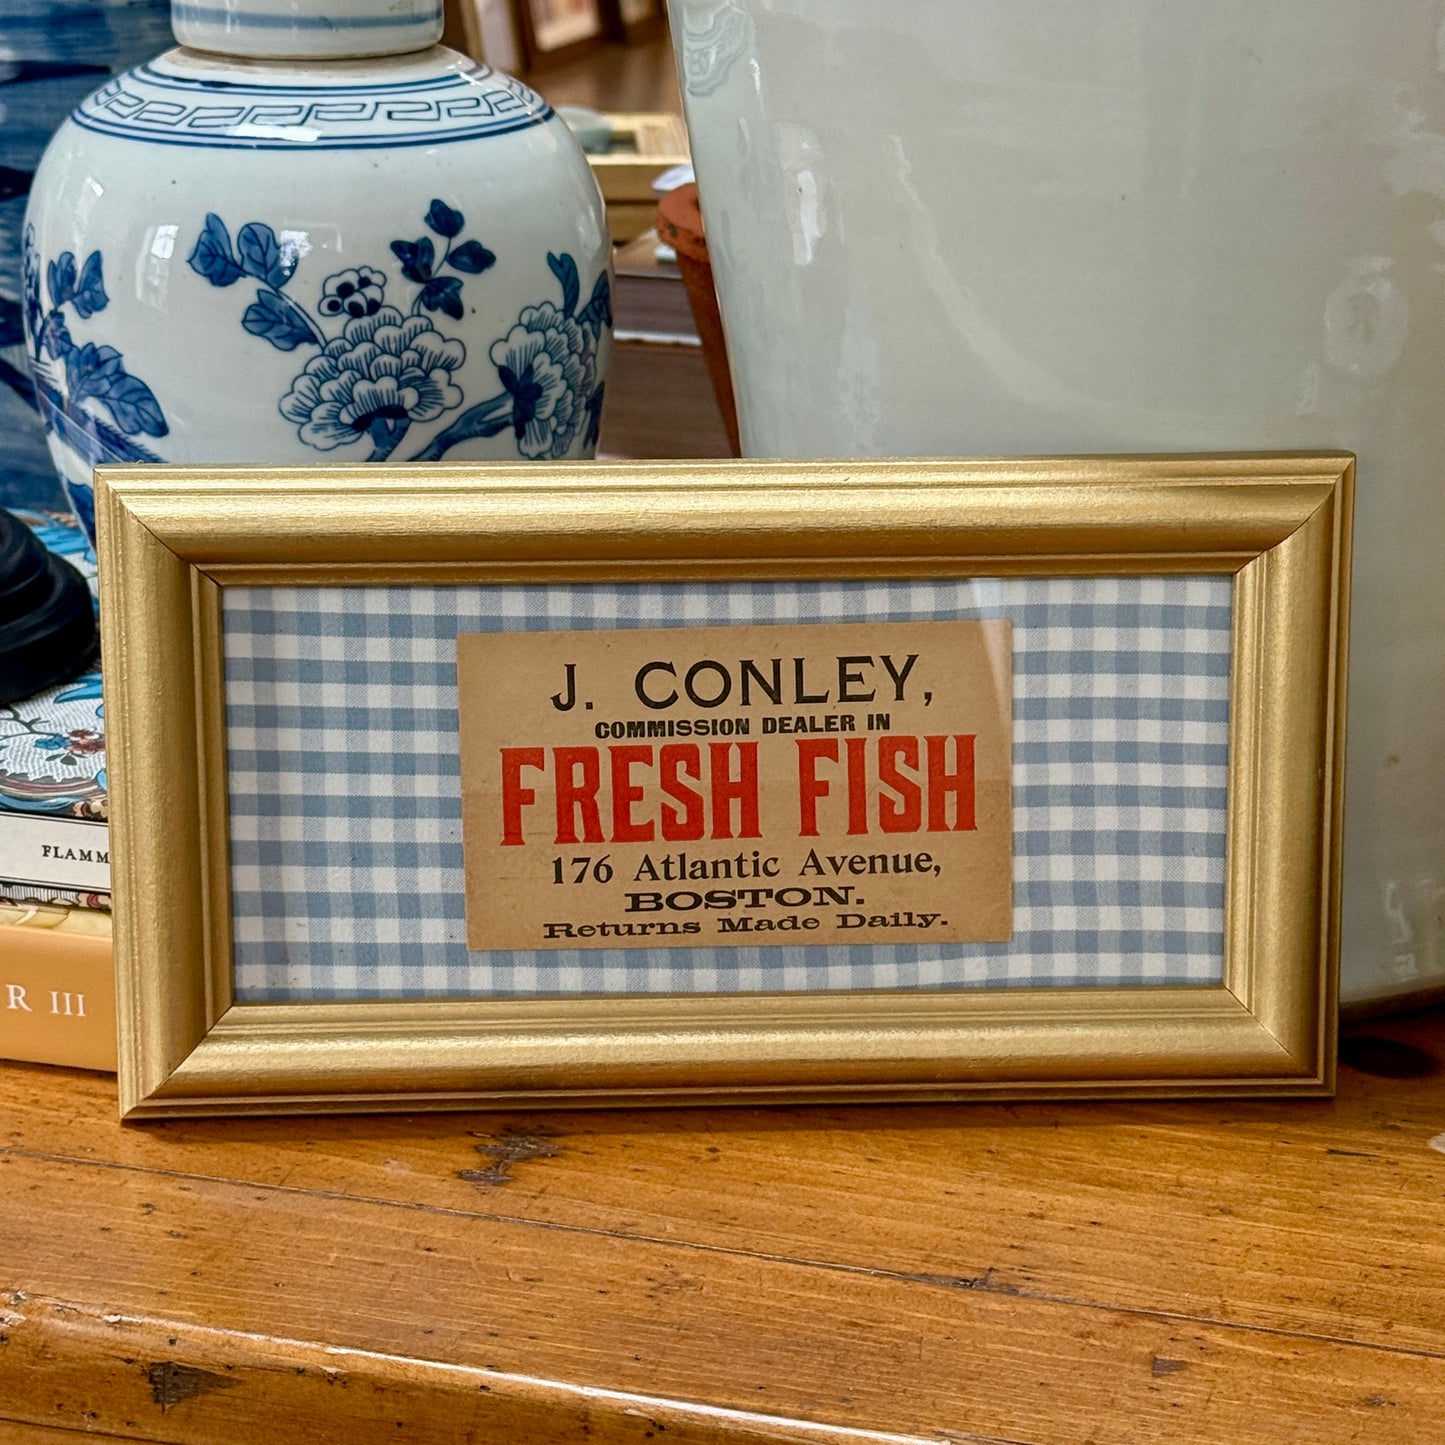 J. CONLEY,
COMMISSION DEALER IN
FRESH FISH
176 Atlantic Avenue,
BOSTON.
Returns Made Daily.
FLAMM
R III